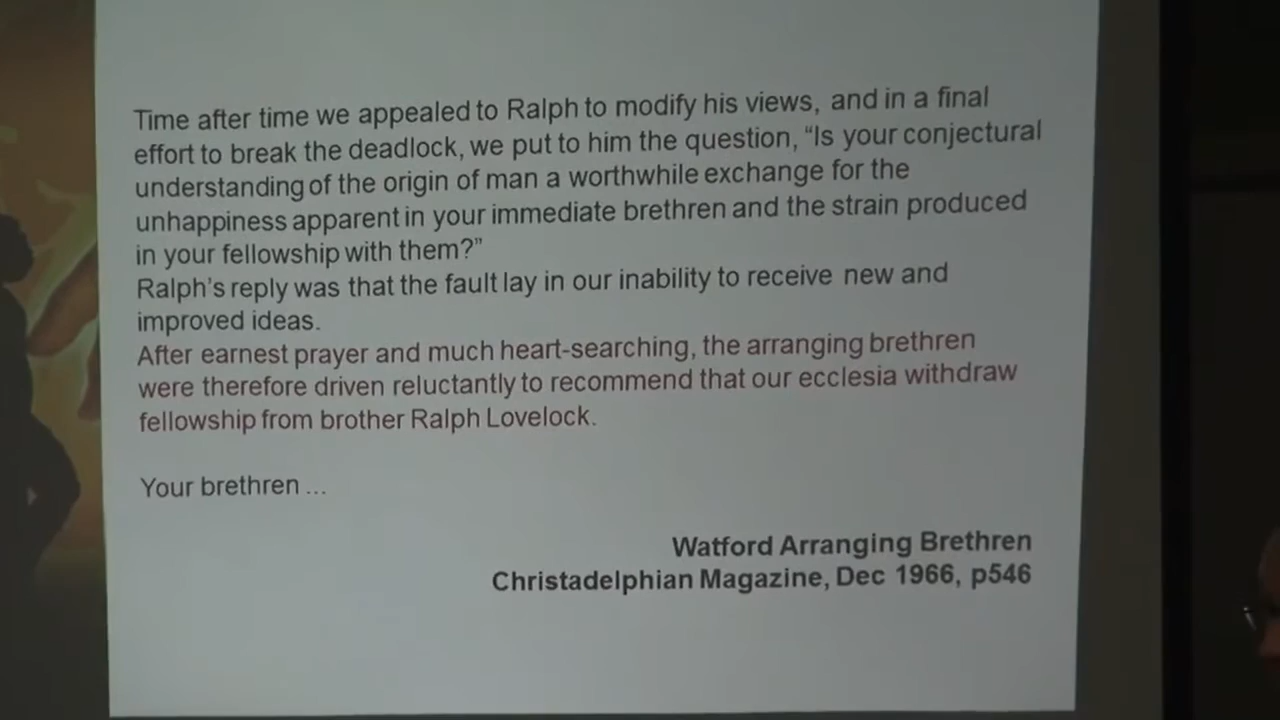 Time after time we appealed to Ralph to modify his views, and in a final
effort to break the deadlock, we put to him the question, “Is your conjectural
understanding of the origin of man a worthwhile exchange for the
unhappiness apparent in your immediate brethren and the strain produced
in your fellowship with them?”
Ralph’s reply was that the fault lay in our inability to receive new and
improved ideas.
After earnest prayer and much heart-searching, the arranging brethren
were therefore driven reluctantly to recommend that our ecclesia withdraw
fellowship from brother Ralph Lovelock.
Your brethren ...
Watford Arranging Brethren
Christadelphian Magazine, Dec 1966, p546